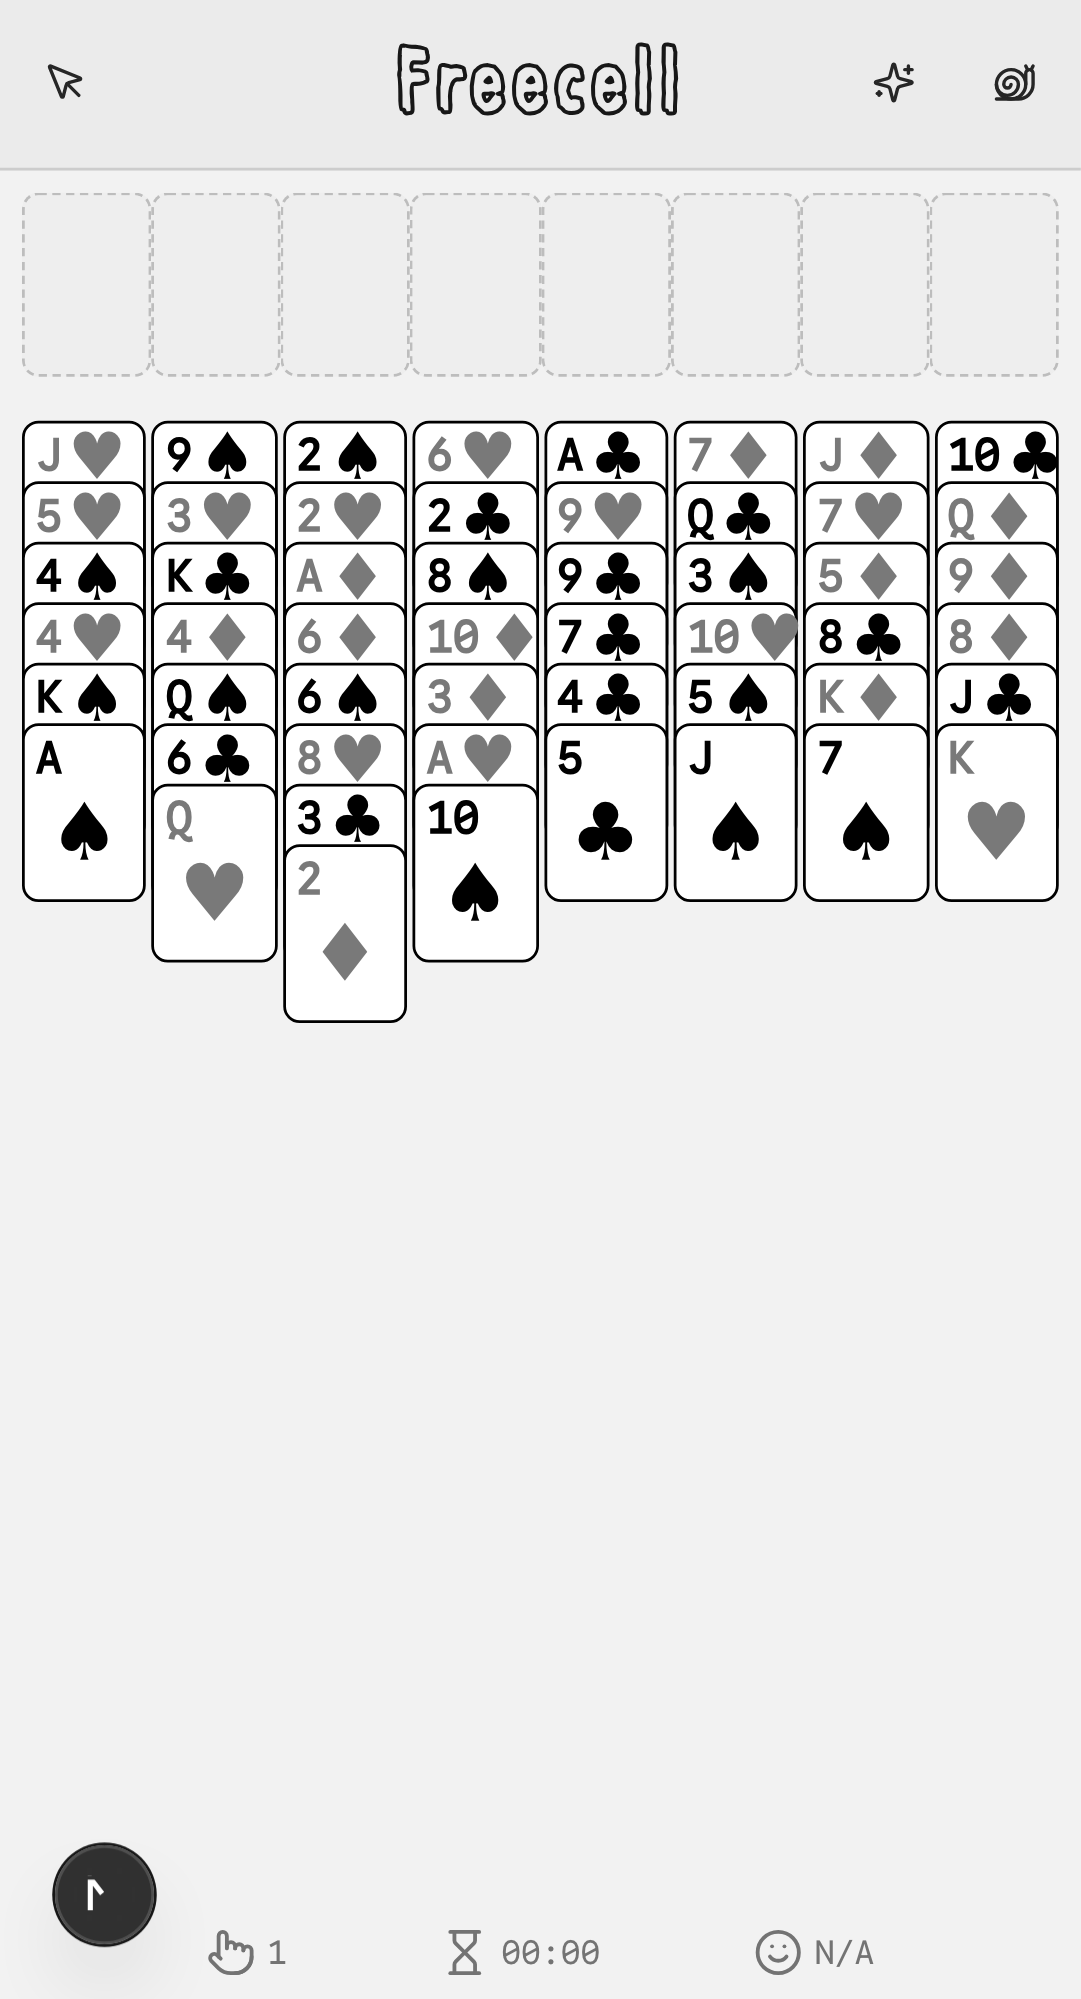 Freecell
J♥ 9♠ 2♠ 6♥ A♣ 7♦ J♦ 10♣
5♥ 3♥ 2♥ 2♣ 9♥ Q♣ 7♥ Q♦
4♠ K♣ A♦ 8♠ 9♣ 3♠ 5♦ 9♦
4♥ 4♦ 6♦ 10♦ 7♣ 10♥ 8♣ 8♦
K♠ Q♠ 6♠ 3♦ 4♣ 5♠ K♦ J♣
A♠ 6♣ 8♥ A♥ 5♣ J♠ 7♠ K♥
Q♥ 3♣ 10♠
2♦
1 00:00 N/A